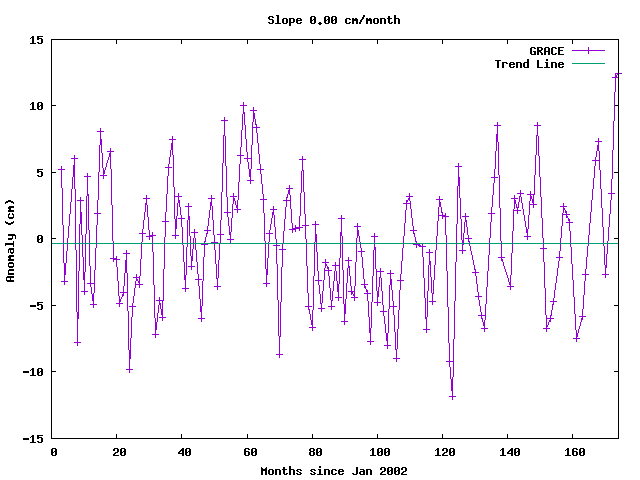 Slope 0.00 cm/month
GRACE
Trend Line
15
10
5
0
-5
-10
-15
Anomaly (cm)
0 20 40 60 80 100 120 140 160
Months since Jan 2002